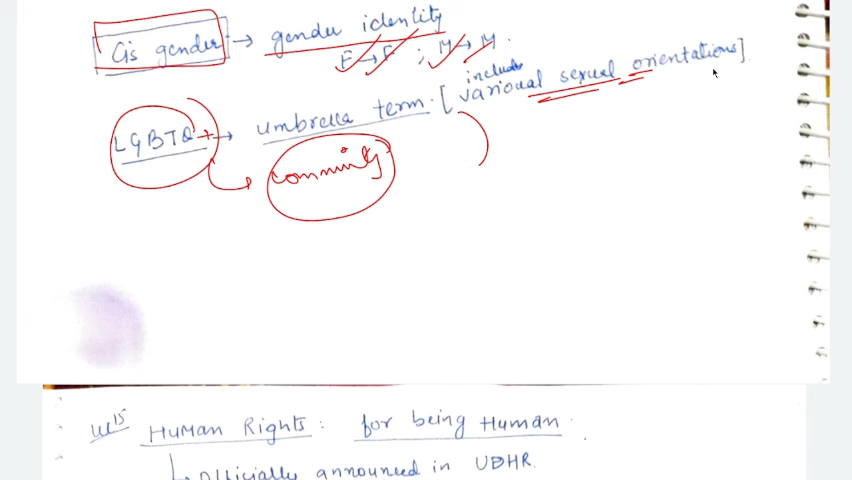 Cis gender → gender identity
F → F ; M → M.
LGBTQ+ → umbrella term. [includes varioual sexual orientations]
community
Human Rights: for being Human.
Officially announced in UDHR.